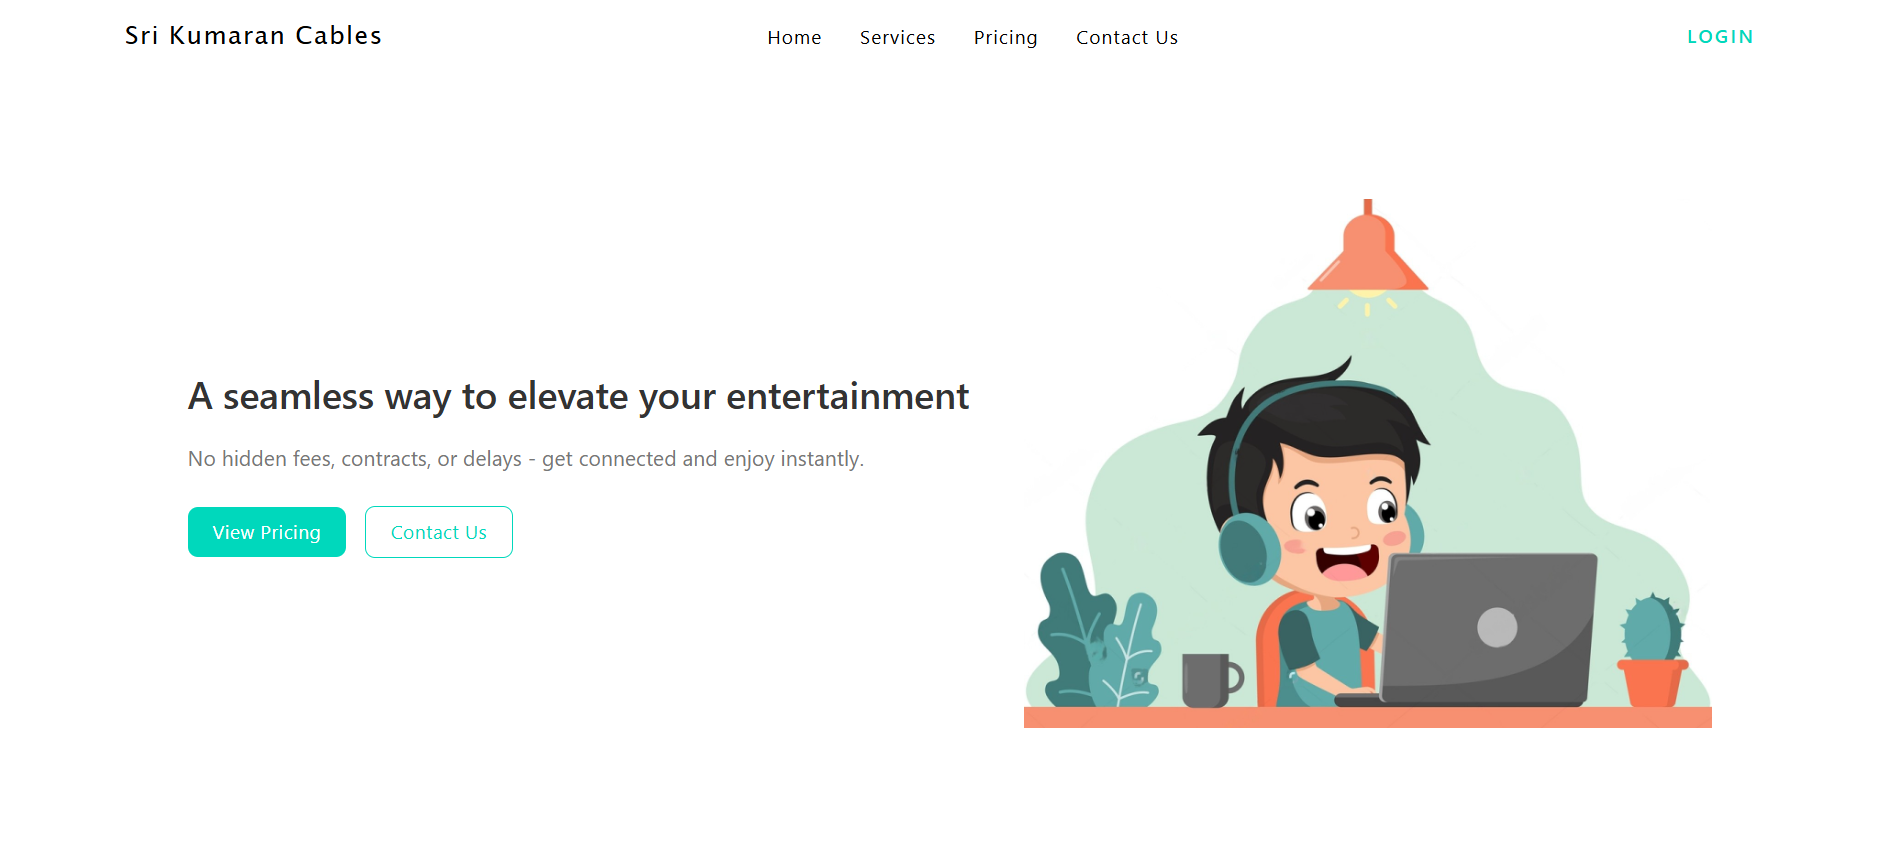 Sri Kumaran Cables
Home Services Pricing Contact Us
LOGIN
A seamless way to elevate your entertainment
No hidden fees, contracts, or delays - get connected and enjoy instantly.
View Pricing
Contact Us